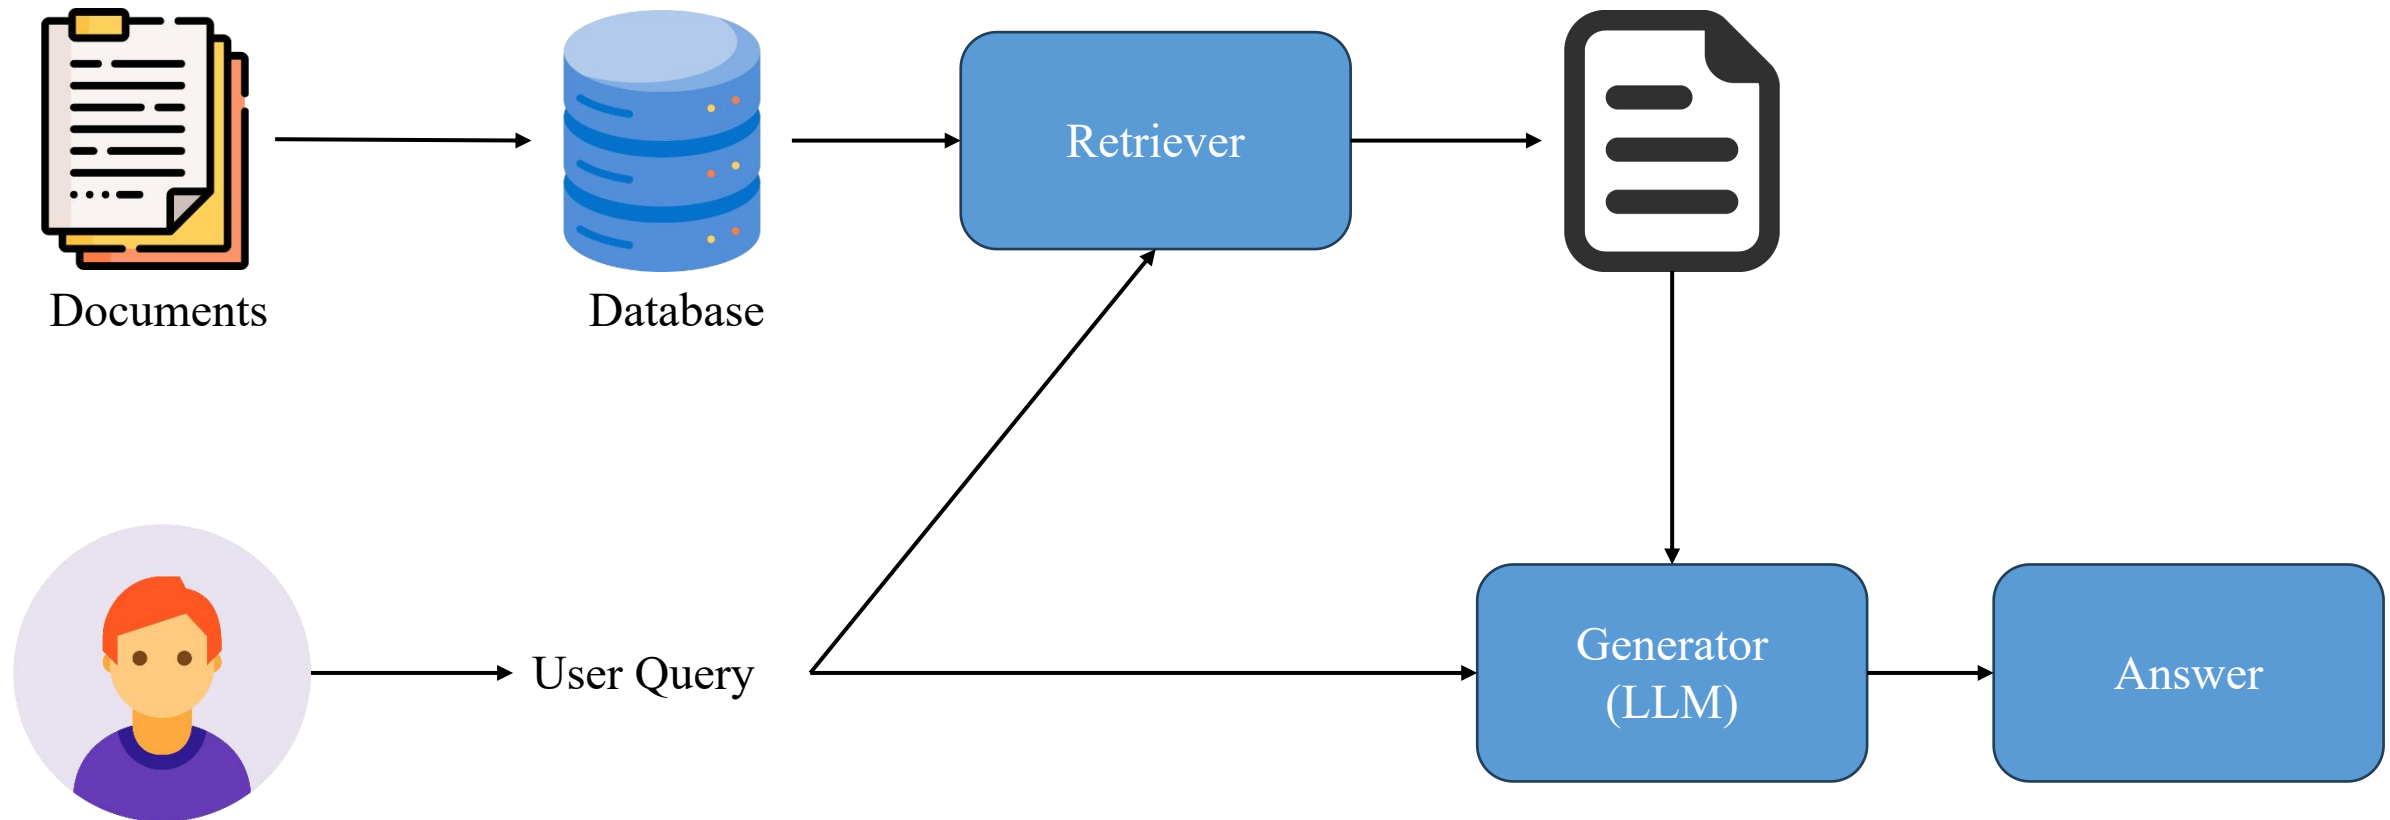 Retriever
Documents
Database
User Query
Generator
(LLM)
Answer